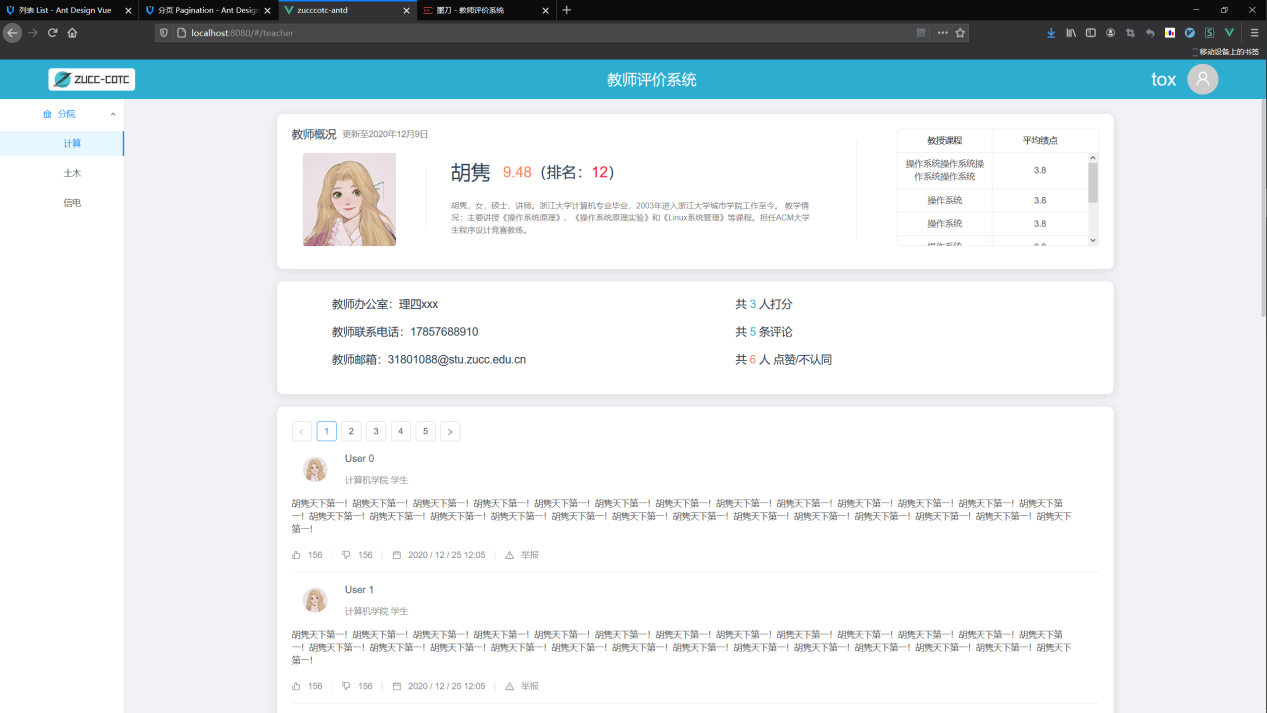 列表 List - Ant Design Vue
分页 Pagination - Ant Design
zucccotc-antd
墨刀 - 教师评价系统
localhost:8080/#/teacher
移动设备上的书签
ZUCC-COTC
教师评价系统
tox
分院
计算
土木
信电
教师概况 更新至2020年12月9日
胡隽 9.48 (排名：12)
胡隽，女，硕士，讲师。浙江大学计算机专业毕业，2003年进入浙江大学城市学院工作至今。 教学情
况：主要讲授《操作系统原理》、《操作系统原理实验》和《Linux系统管理》等课程。担任ACM大学
生程序设计竞赛教练。
教授课程 平均绩点
操作系统操作系统操
作系统操作系统 3.8
操作系统 3.8
操作系统 3.8
操作系统 3.8
教师办公室：理四xxx
教师联系电话：17857688910
教师邮箱：31801088@stu.zucc.edu.cn
共 3 人打分
共 5 条评论
共 6 人 点赞/不认同
< 1 2 3 4 5 >
User 0
计算机学院 学生
胡隽天下第一！胡隽天下第一！胡隽天下第一！胡隽天下第一！胡隽天下第一！胡隽天下第一！胡隽天下第一！胡隽天下第一！胡隽天下第一！胡隽天下第一！胡隽天下第一！胡隽天下第一！胡隽天下第
一！胡隽天下第一！胡隽天下第一！胡隽天下第一！胡隽天下第一！胡隽天下第一！胡隽天下第一！胡隽天下第一！胡隽天下第一！胡隽天下第一！胡隽天下第一！胡隽天下第一！胡隽天下第一！胡隽天下
第一！
156 156 2020 / 12 / 25 12:05 举报
User 1
计算机学院 学生
胡隽天下第一！胡隽天下第一！胡隽天下第一！胡隽天下第一！胡隽天下第一！胡隽天下第一！胡隽天下第一！胡隽天下第一！胡隽天下第一！胡隽天下第一！胡隽天下第一！胡隽天下第一！胡隽天下第
一！胡隽天下第一！胡隽天下第一！胡隽天下第一！胡隽天下第一！胡隽天下第一！胡隽天下第一！胡隽天下第一！胡隽天下第一！胡隽天下第一！胡隽天下第一！胡隽天下第一！胡隽天下第一！胡隽天下
第一！
156 156 2020 / 12 / 25 12:05 举报